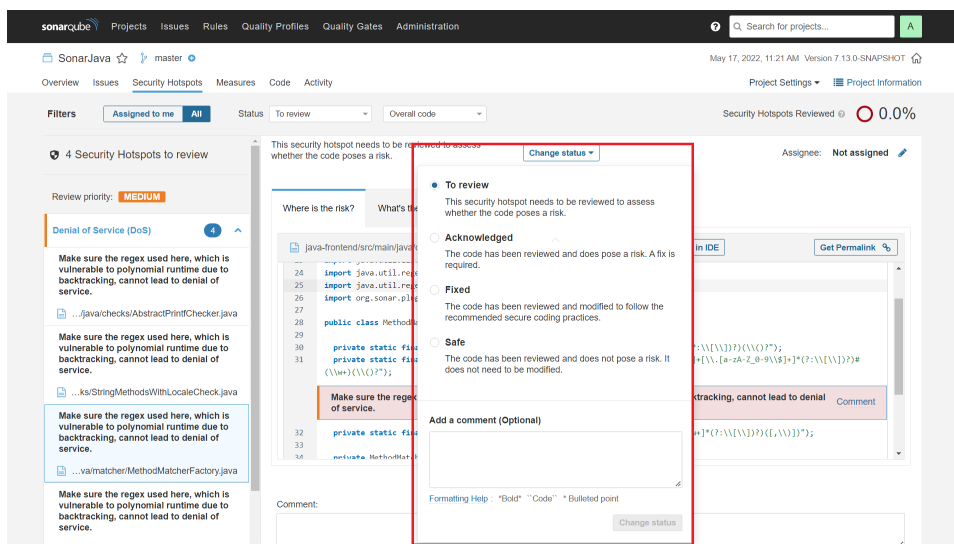 sonarqube Projects Issues Rules Quality Profiles Quality Gates Administration Search for projects... A
SonarJava master May 17, 2022, 11:21 AM Version 7.13.0-SNAPSHOT
Overview Issues Security Hotspots Measures Code Activity Project Settings Project Information
Filters Assigned to me All Status To review Overall code Security Hotspots Reviewed 0.0%
4 Security Hotspots to review
Review priority: MEDIUM
Denial of Service (DoS) 4
Make sure the regex used here, which is
vulnerable to polynomial runtime due to
backtracking, cannot lead to denial of
service.
.../java/checks/AbstractPrintfChecker.java
Make sure the regex used here, which is
vulnerable to polynomial runtime due to
backtracking, cannot lead to denial of
service.
...ks/StringMethodsWithLocaleCheck.java
Make sure the regex used here, which is
vulnerable to polynomial runtime due to
backtracking, cannot lead to denial of
service.
...va/matcher/MethodMatcherFactory.java
Make sure the regex used here, which is
vulnerable to polynomial runtime due to
backtracking, cannot lead to denial of
service.
This security hotspot needs to be reviewed to assess
whether the code poses a risk.
Change status
Assignee: Not assigned
Where is the risk? What's the
java-frontend/src/main/java/ in IDE Get Permalink
24 import java.util.reg
25 import java.util.rege
26 import org.sonar.plug
27
28 public class MethodMa
29
30 private static fina ?:\\[\\])?)(\\()?");
31 private static fina ]+[\\.[a-zA-Z_0-9\\$]+]*(?:\\[\\])?)#
(\\w+)(\\()?");
Make sure the regex ktracking, cannot lead to denial
of service. Comment
32 private static fina +]*(?:\\[\\])?)([,\\)])");
33
34 private MethodMatc
Comment:
To review
This security hotspot needs to be reviewed to assess
whether the code poses a risk.
Acknowledged
The code has been reviewed and does pose a risk. A fix is
required.
Fixed
The code has been reviewed and modified to follow the
recommended secure coding practices.
Safe
The code has been reviewed and does not pose a risk. It
does not need to be modified.
Add a comment (Optional)
Formatting Help : *Bold* ``Code`` * Bulleted point
Change status